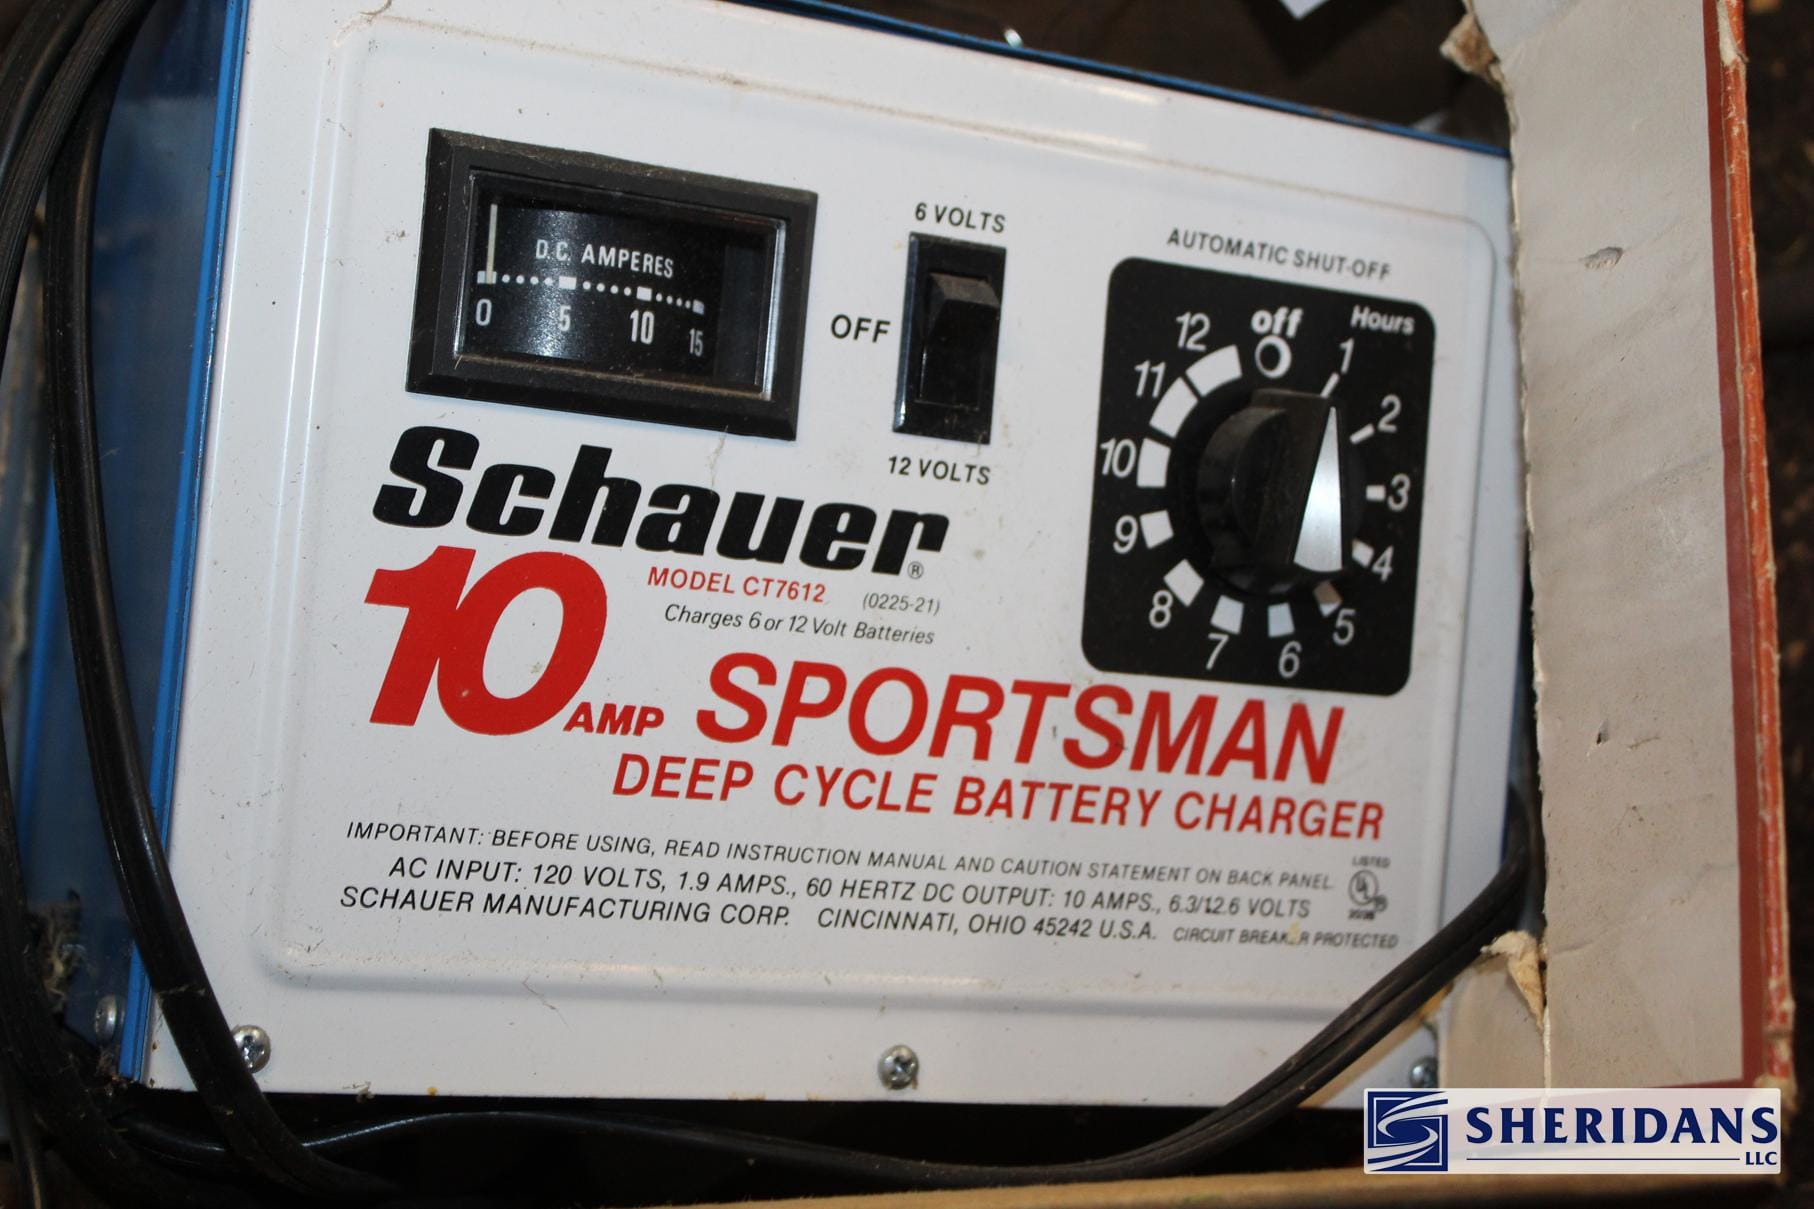 D.C. AMPERES
0 5 10 15
6 VOLTS
OFF
12 VOLTS
AUTOMATIC SHUT-OFF
off Hours
1
2
3
4
5
6
7
8
9
10
11
12
Schauer®
10 AMP
MODEL CT7612 (0225-21)
Charges 6 or 12 Volt Batteries
SPORTSMAN
DEEP CYCLE BATTERY CHARGER
IMPORTANT: BEFORE USING, READ INSTRUCTION MANUAL AND CAUTION STATEMENT ON BACK PANEL.
AC INPUT: 120 VOLTS, 1.9 AMPS., 60 HERTZ DC OUTPUT: 10 AMPS., 6.3/12.6 VOLTS
SCHAUER MANUFACTURING CORP. CINCINNATI, OHIO 45242 U.S.A. CIRCUIT BREAKER PROTECTED
LISTED
UL®
SHERIDANS
LLC